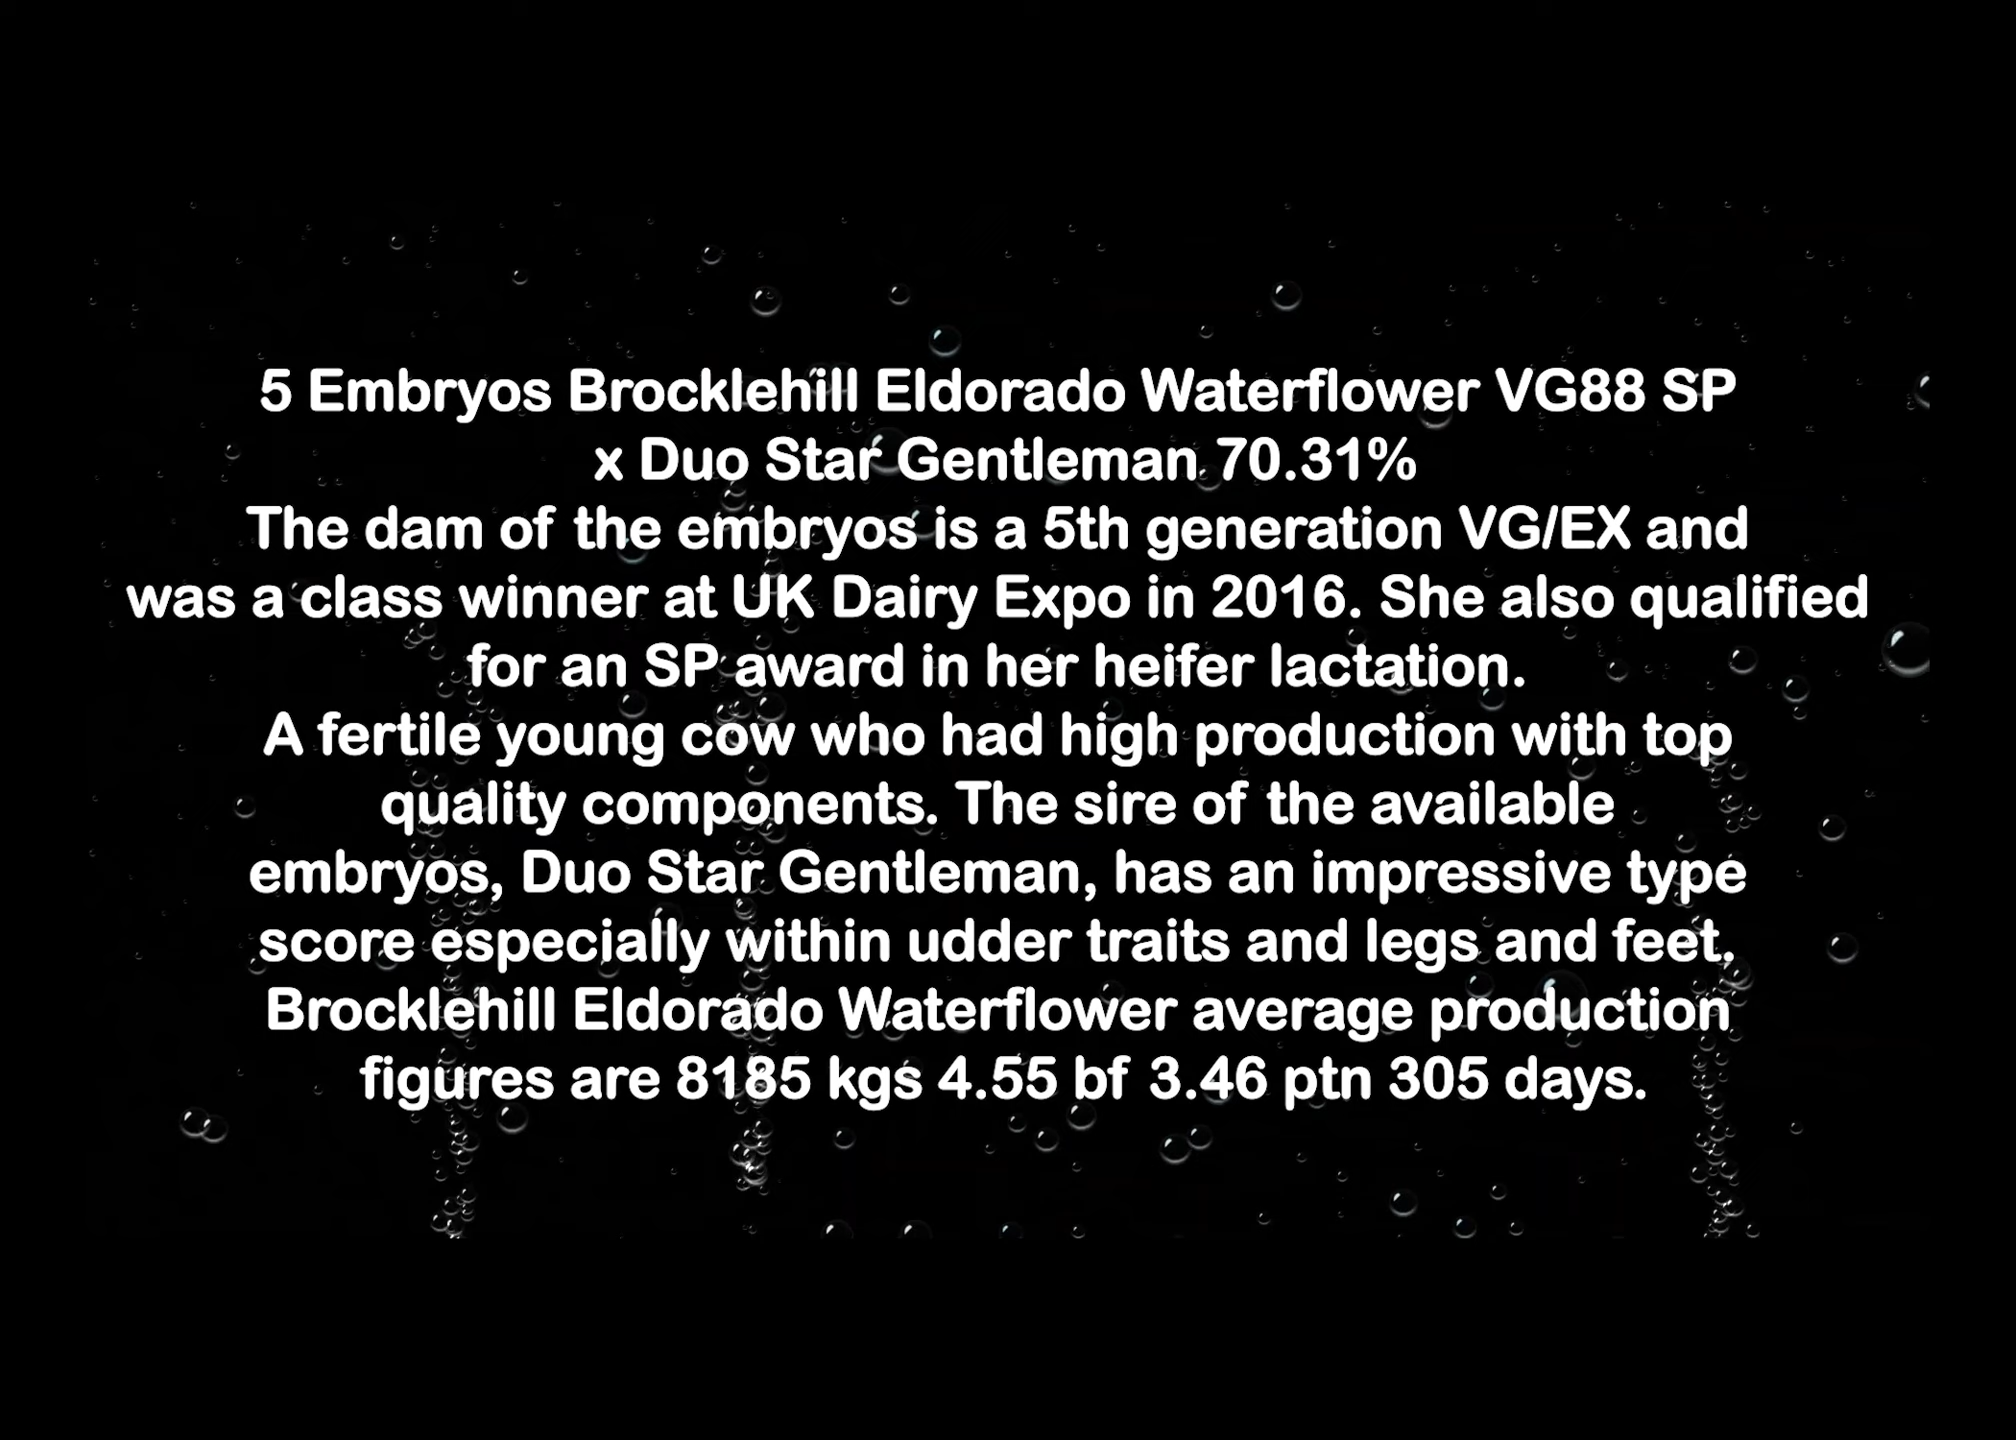 5 Embryos Brocklehill Eldorado Waterflower VG88 SP
x Duo Star Gentleman 70.31%
The dam of the embryos is a 5th generation VG/EX and
was a class winner at UK Dairy Expo in 2016. She also qualified
for an SP award in her heifer lactation.
A fertile young cow who had high production with top
quality components. The sire of the available
embryos, Duo Star Gentleman, has an impressive type
score especially within udder traits and legs and feet.
Brocklehill Eldorado Waterflower average production
figures are 8185 kgs 4.55 bf 3.46 ptn 305 days.